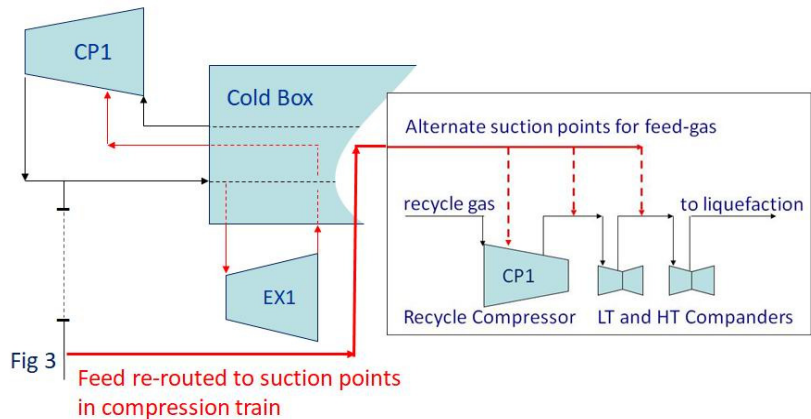 CP1
Cold Box
Alternate suction points for feed-gas
recycle gas
to liquefaction
CP1
EX1
Recycle Compressor
LT and HT Companders
Fig 3
Feed re-routed to suction points
in compression train